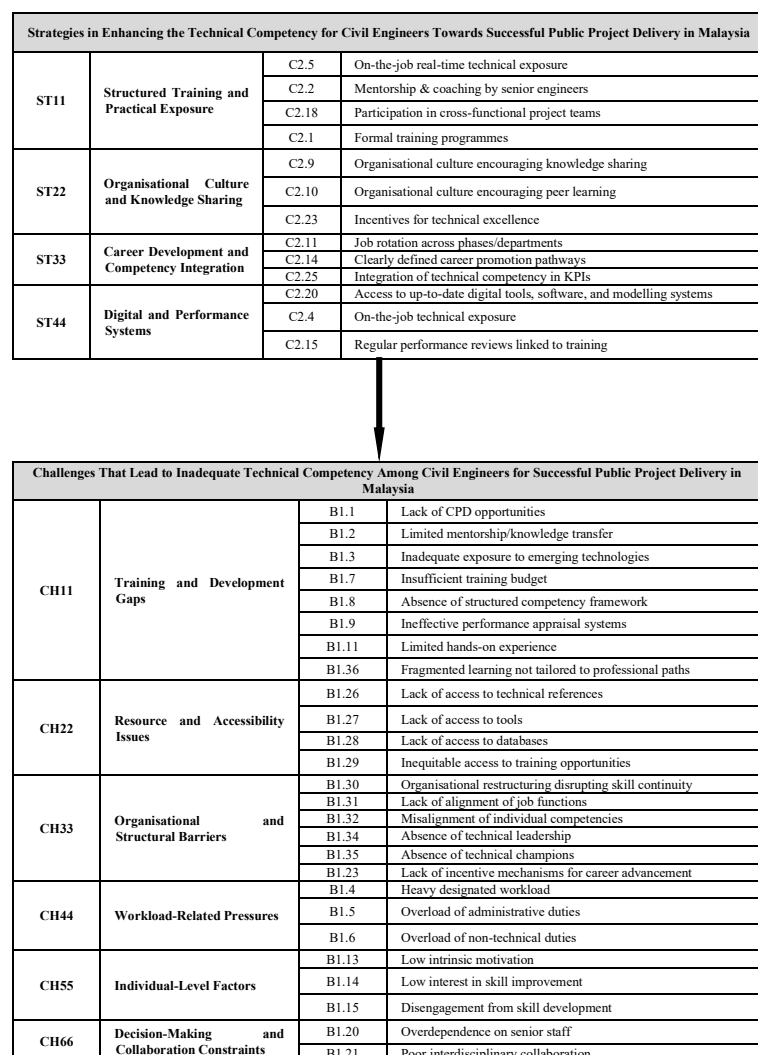 Strategies in Enhancing the Technical Competency for Civil Engineers Towards Successful Public Project Delivery in Malaysia
ST11
Structured Training and
Practical Exposure
C2.5 On-the-job real-time technical exposure
C2.2 Mentorship & coaching by senior engineers
C2.18 Participation in cross-functional project teams
C2.1 Formal training programmes
ST22
Organisational Culture
and Knowledge Sharing
C2.9 Organisational culture encouraging knowledge sharing
C2.10 Organisational culture encouraging peer learning
C2.23 Incentives for technical excellence
ST33
Career Development and
Competency Integration
C2.11 Job rotation across phases/departments
C2.14 Clearly defined career promotion pathways
C2.25 Integration of technical competency in KPIs
ST44
Digital and Performance
Systems
C2.20 Access to up-to-date digital tools, software, and modelling systems
C2.4 On-the-job technical exposure
C2.15 Regular performance reviews linked to training
Challenges That Lead to Inadequate Technical Competency Among Civil Engineers for Successful Public Project Delivery in
Malaysia
CH11
Training and Development
Gaps
B1.1 Lack of CPD opportunities
B1.2 Limited mentorship/knowledge transfer
B1.3 Inadequate exposure to emerging technologies
B1.7 Insufficient training budget
B1.8 Absence of structured competency framework
B1.9 Ineffective performance appraisal systems
B1.11 Limited hands-on experience
B1.36 Fragmented learning not tailored to professional paths
CH22
Resource and Accessibility
Issues
B1.26 Lack of access to technical references
B1.27 Lack of access to tools
B1.28 Lack of access to databases
B1.29 Inequitable access to training opportunities
CH33
Organisational and
Structural Barriers
B1.30 Organisational restructuring disrupting skill continuity
B1.31 Lack of alignment of job functions
B1.32 Misalignment of individual competencies
B1.34 Absence of technical leadership
B1.35 Absence of technical champions
B1.23 Lack of incentive mechanisms for career advancement
CH44
Workload-Related Pressures
B1.4 Heavy designated workload
B1.5 Overload of administrative duties
B1.6 Overload of non-technical duties
CH55
Individual-Level Factors
B1.13 Low intrinsic motivation
B1.14 Low interest in skill improvement
B1.15 Disengagement from skill development
CH66
Decision-Making and
Collaboration Constraints
B1.20 Overdependence on senior staff
B1.21 Poor interdisciplinary collaboration